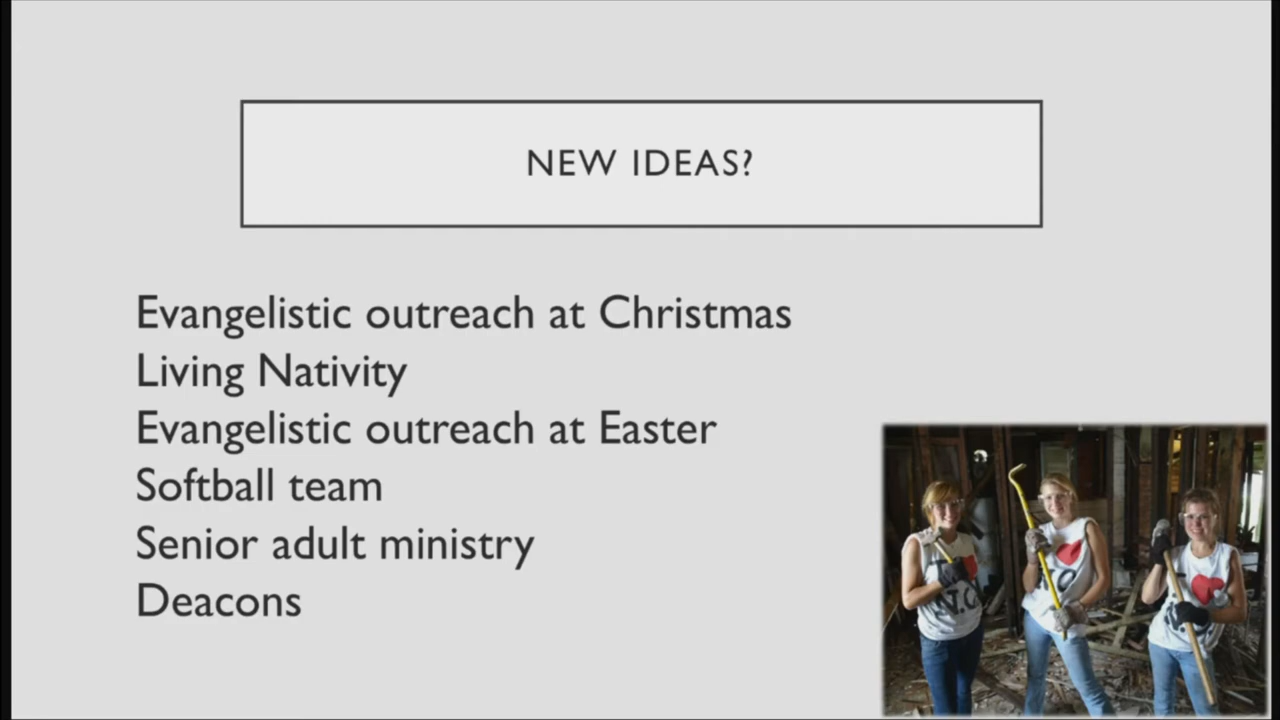 NEW IDEAS?
Evangelistic outreach at Christmas
Living Nativity
Evangelistic outreach at Easter
Softball team
Senior adult ministry
Deacons
N.O